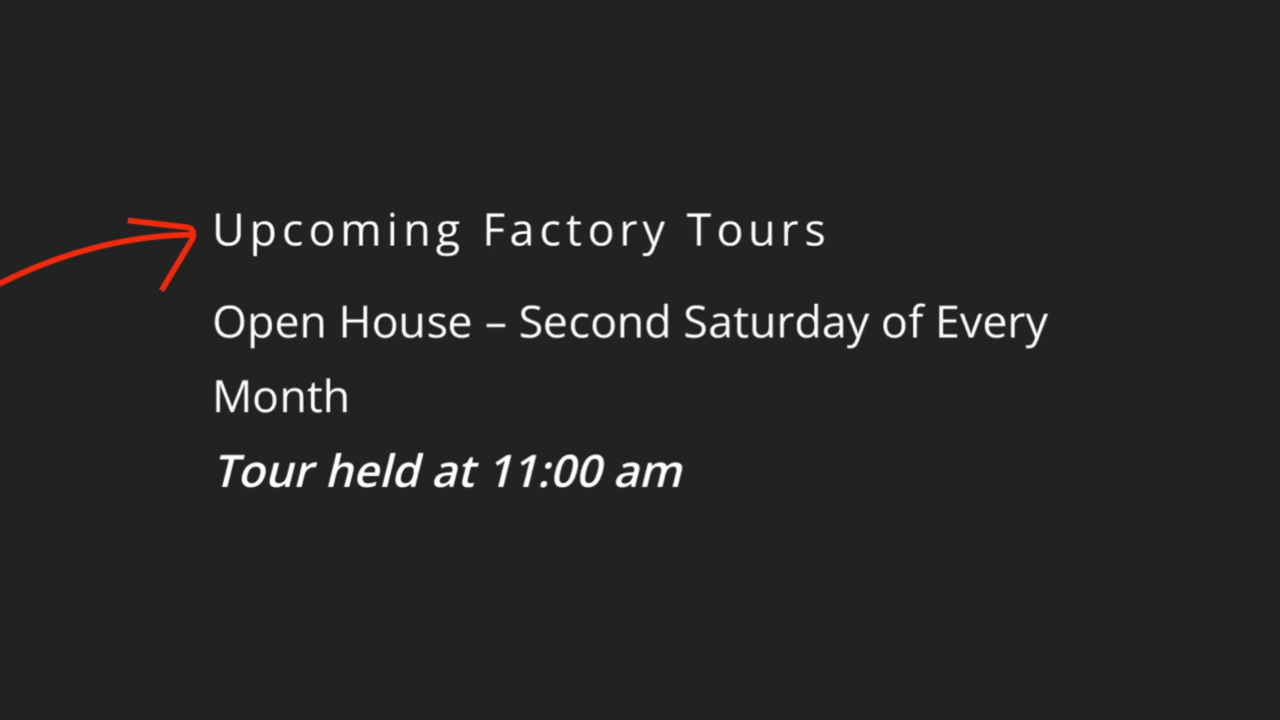 Upcoming Factory Tours
Open House – Second Saturday of Every
Month
Tour held at 11:00 am